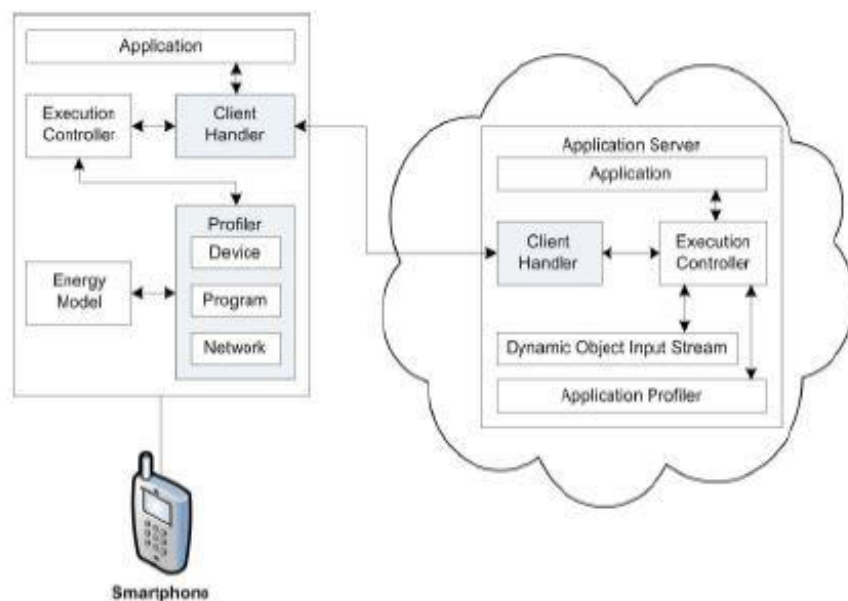 Application
Execution
Controller
Client
Handler
Profiler
Device
Energy
Model
Program
Network
Smartphone
Application Server
Application
Client
Handler
Execution
Controller
Dynamic Object Input Stream
Application Profiler